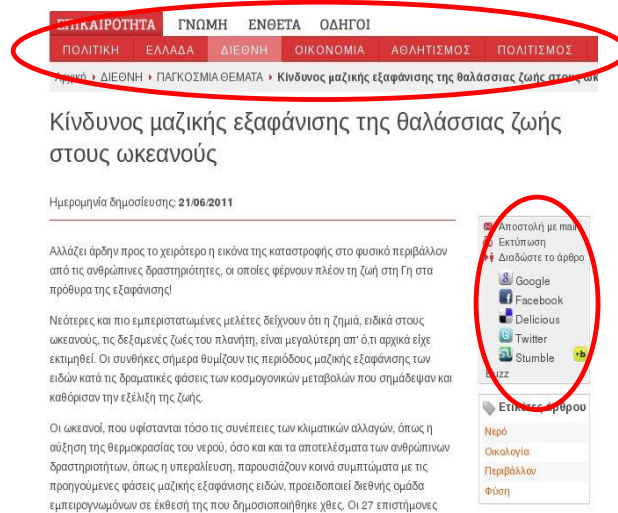 ΕΠΙΚΑΙΡΟΤΗΤΑ ΓΝΩΜΗ ΕΝΘΕΤΑ ΟΔΗΓΟΙ
ΠΟΛΙΤΙΚΗ ΕΛΛΑΔΑ ΔΙΕΘΝΗ ΟΙΚΟΝΟΜΙΑ ΑΘΛΗΤΙΣΜΟΣ ΠΟΛΙΤΙΣΜΟΣ
Αρχική ΔΙΕΘΝΗ ΠΑΓΚΟΣΜΙΑ ΘΕΜΑΤΑ Κίνδυνος μαζικής εξαφάνισης της θαλάσσιας ζωής στους ωκ
Κίνδυνος μαζικής εξαφάνισης της θαλάσσιας ζωής
στους ωκεανούς
Ημερομηνία δημοσίευσης: 21/06/2011
Αλλάζει άρδην προς το χειρότερο η εικόνα της καταστροφής στο φυσικό περιβάλλον
από τις ανθρώπινες δραστηριότητες, οι οποίες φέρνουν πλέον τη ζωή στη Γη στα
πρόθυρα της εξαφάνισης!
Νεότερες και πιο εμπεριστατωμένες μελέτες δείχνουν ότι η ζημιά, ειδικά στους
ωκεανούς, τις δεξαμενές ζωές του πλανήτη, είναι μεγαλύτερη απ' ό,τι αρχικά είχε
εκτιμηθεί. Οι συνθήκες σήμερα θυμίζουν τις περιόδους μαζικής εξαφάνισης των
ειδών κατά τις δραματικές φάσεις των κοσμογονικών μεταβολών που σημάδεψαν και
καθόρισαν την εξέλιξη της ζωής.
Οι ωκεανοί, που υφίστανται τόσο τις συνέπειες των κλιματικών αλλαγών, όπως η
αύξηση της θερμοκρασίας του νερού, όσο και και τα αποτελέσματα των ανθρώπινων
δραστηριοτήτων, όπως η υπεραλίευση, παρουσιάζουν κοινά συμπτώματα με τις
προηγούμενες φάσεις μαζικής εξαφάνισης ειδών, προειδοποιεί διεθνής ομάδα
εμπειρογνωμόνων σε έκθεσή της που δημοσιοποιήθηκε χθες. Οι 27 επιστήμονες
Αποστολή με mail
Εκτύπωση
Διαδώστε το άρθρο
Google
Facebook
Delicious
Twitter
Stumble
Buzz
Ετικέτες άρθρου
Νερό
Οικολογία
Περιβάλλον
Φύση